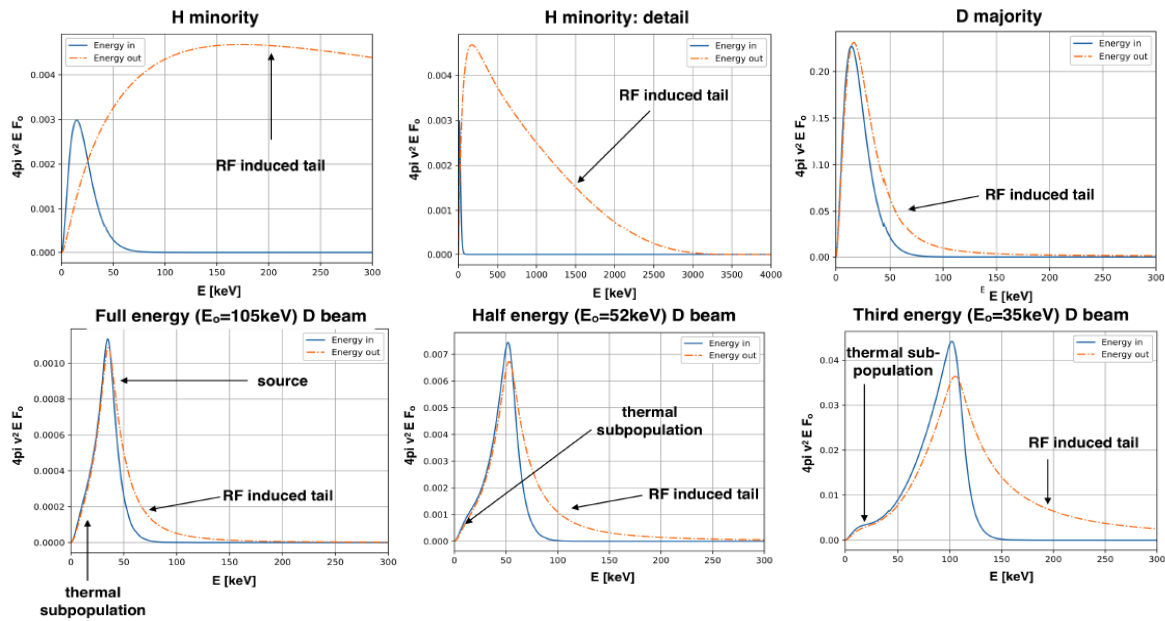 H minority
Energy in
Energy out
RF induced tail
4pi v² E Fₒ
0.004
0.003
0.002
0.001
0.000
0 50 100 150 200 250 300
E [keV]
H minority: detail
Energy in
Energy out
RF induced tail
4pi v² E Fₒ
0.004
0.003
0.002
0.001
0.000
0 500 1000 1500 2000 2500 3000 3500 4000
E [keV]
D majority
Energy in
Energy out
RF induced tail
4pi v² E Fₒ
0.20
0.10
0.10
0.05
0.00
0 50 100 150 200 250 300
E
E [keV]
Full energy (Eₒ=105keV) D beam
Energy in
Energy out
source
RF induced tail
thermal
subpopulation
4pi v² E Fₒ
0.0010
0.0008
0.0006
0.0004
0.0002
0.0000
0 50 100 150 200 250 300
E [keV]
Half energy (Eₒ=52keV) D beam
Energy in
Energy out
thermal
subpopulation
RF induced tail
4pi v² E Fₒ
0.007
0.006
0.005
0.004
0.003
0.002
0.001
0.000
0 50 100 150 200 250 300
E [keV]
Third energy (Eₒ=35keV) D beam
Energy in
Energy out
thermal sub-
population
RF induced tail
4pi v² E Fₒ
0.04
0.03
0.02
0.01
0.00
0 50 100 150 200 250 300
E [keV]